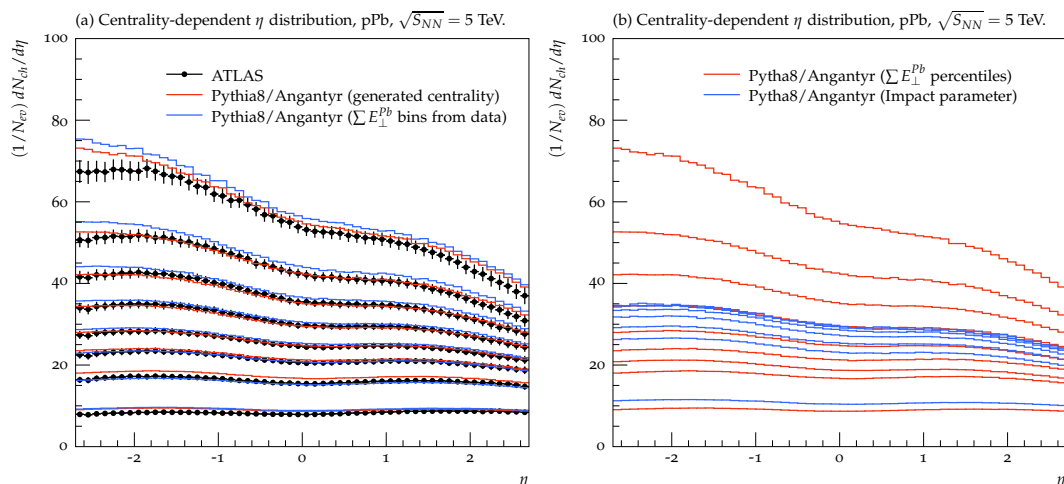 (a) Centrality-dependent η distribution, pPb, √S_NN = 5 TeV.
(1/N_ev) dN_ch/dη
100
80
60
40
20
0
ATLAS
Pythia8/Angantyr (generated centrality)
Pythia8/Angantyr (∑ E_⊥^Pb bins from data)
-2
-1
0
1
2
η
(b) Centrality-dependent η distribution, pPb, √S_NN = 5 TeV.
(1/N_ev) dN_ch/dη
100
80
60
40
20
0
Pytha8/Angantyr (∑ E_⊥^Pb percentiles)
Pytha8/Angantyr (Impact parameter)
-2
-1
0
1
2
η